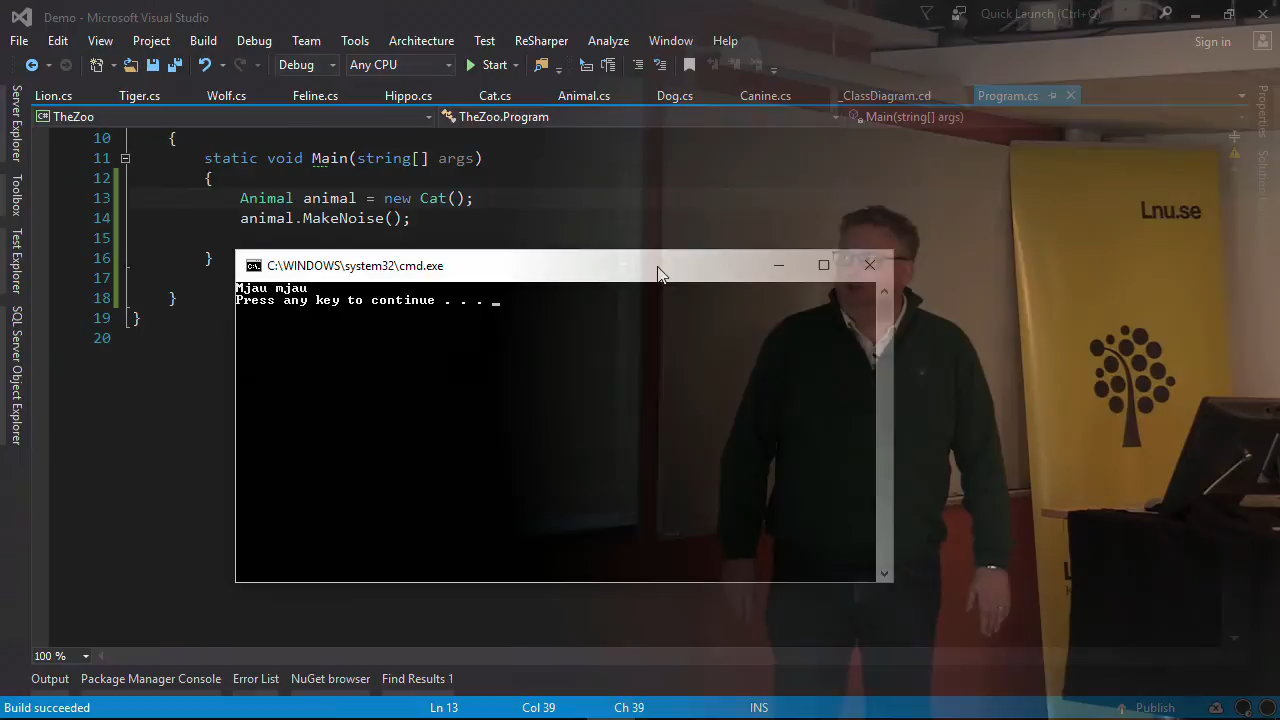 Demo - Microsoft Visual Studio
Quick Launch (Ctrl+Q)
File Edit View Project Build Debug Team Tools Architecture Test ReSharper Analyze Window Help
Sign in
Debug Any CPU Start
Lion.cs Tiger.cs Wolf.cs Feline.cs Hippo.cs Cat.cs Animal.cs Dog.cs Canine.cs _ClassDiagram.cd Program.cs
TheZoo TheZoo.Program Main(string[] args)
Server Explorer
Toolbox
Test Explorer
SQL Server Object Explorer
Properties
10 {
11 static void Main(string[] args)
12 {
13 Animal animal = new Cat();
14 animal.MakeNoise();
15
16 }
17
18 }
19 }
20
C:\WINDOWS\system32\cmd.exe
Mjau mjau
Press any key to continue . . . _
Lnu.se
100 %
Output Package Manager Console Error List NuGet browser Find Results 1
Build succeeded Ln 13 Col 39 Ch 39 INS Publish